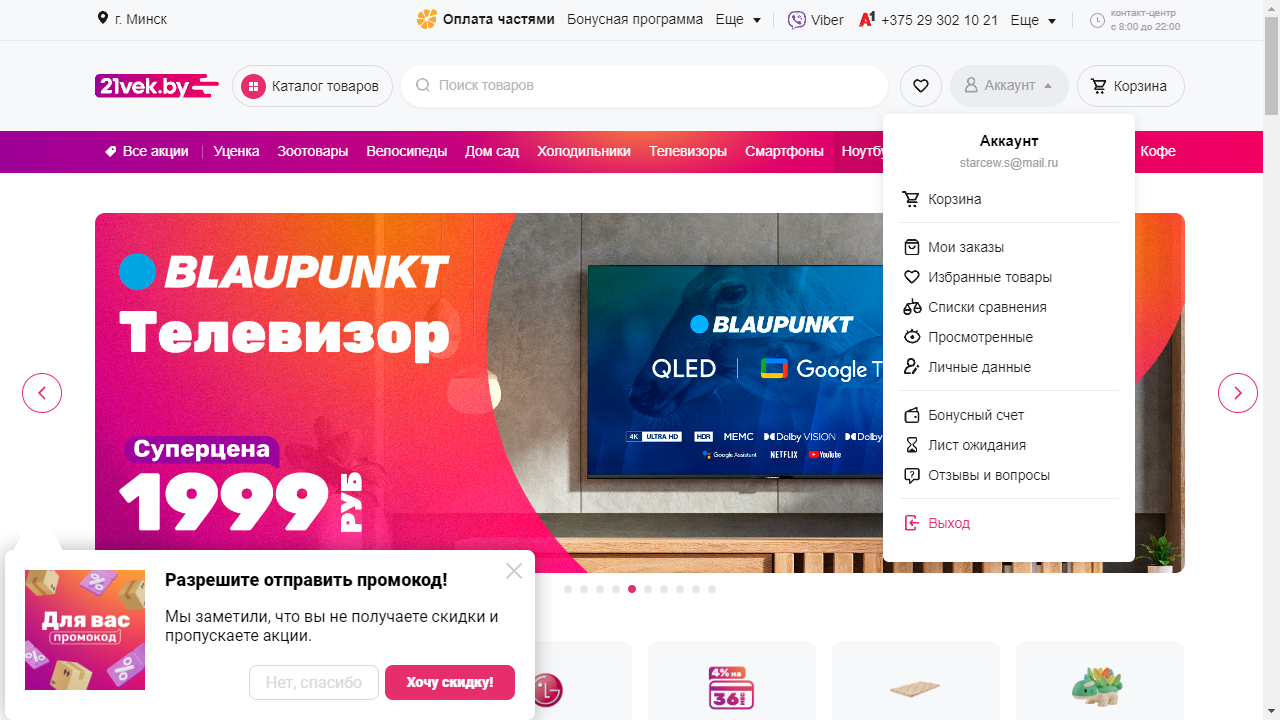 г. Минск
Оплата частями
Бонусная программа
Еще
Viber
A1
+375 29 302 10 21
Еще
контакт-центр
с 8:00 до 22:00
21vek.by
Каталог товаров
Поиск товаров
Аккаунт
Корзина
Все акции
Уценка
Зоотовары
Велосипеды
Дом сад
Холодильники
Телевизоры
Смартфоны
Ноутбу
Кофе
Аккаунт
starcew.s@mail.ru
Корзина
Мои заказы
Избранные товары
Списки сравнения
Просмотренные
Личные данные
Бонусный счет
Лист ожидания
Отзывы и вопросы
Выход
BLAUPUNKT
Телевизор
Суперцена
1999 РУБ
BLAUPUNKT
QLED
Google T
4K ULTRA HD
HDR
MEMC
Dolby VISION
Dolby
Google Assistant
NETFLIX
YouTube
Для вас
промокод
Разрешите отправить промокод!
Мы заметили, что вы не получаете скидки и
пропускаете акции.
Нет, спасибо
Хочу скидку!
LG
4% на
36